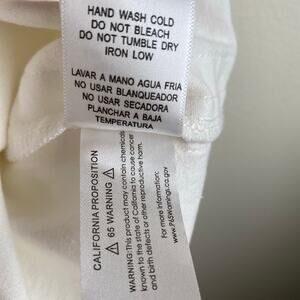 HAND WASH COLD
DO NOT BLEACH
DO NOT TUMBLE DRY
IRON LOW
LAVAR A MANO AGUA FRIA
NO USAR BLANQUEADOR
NO USAR SECADORA
PLANCHAR A BAJA
TEMPERATURA
CALIFORNIA PROPOSITION
⚠ 65 WARNING ⚠
WARNING: This product may contain chemicals
known to the state of California to cause cancer
and birth defects or other reproductive harm.
For more information:
www.P65Warnings.ca.gov